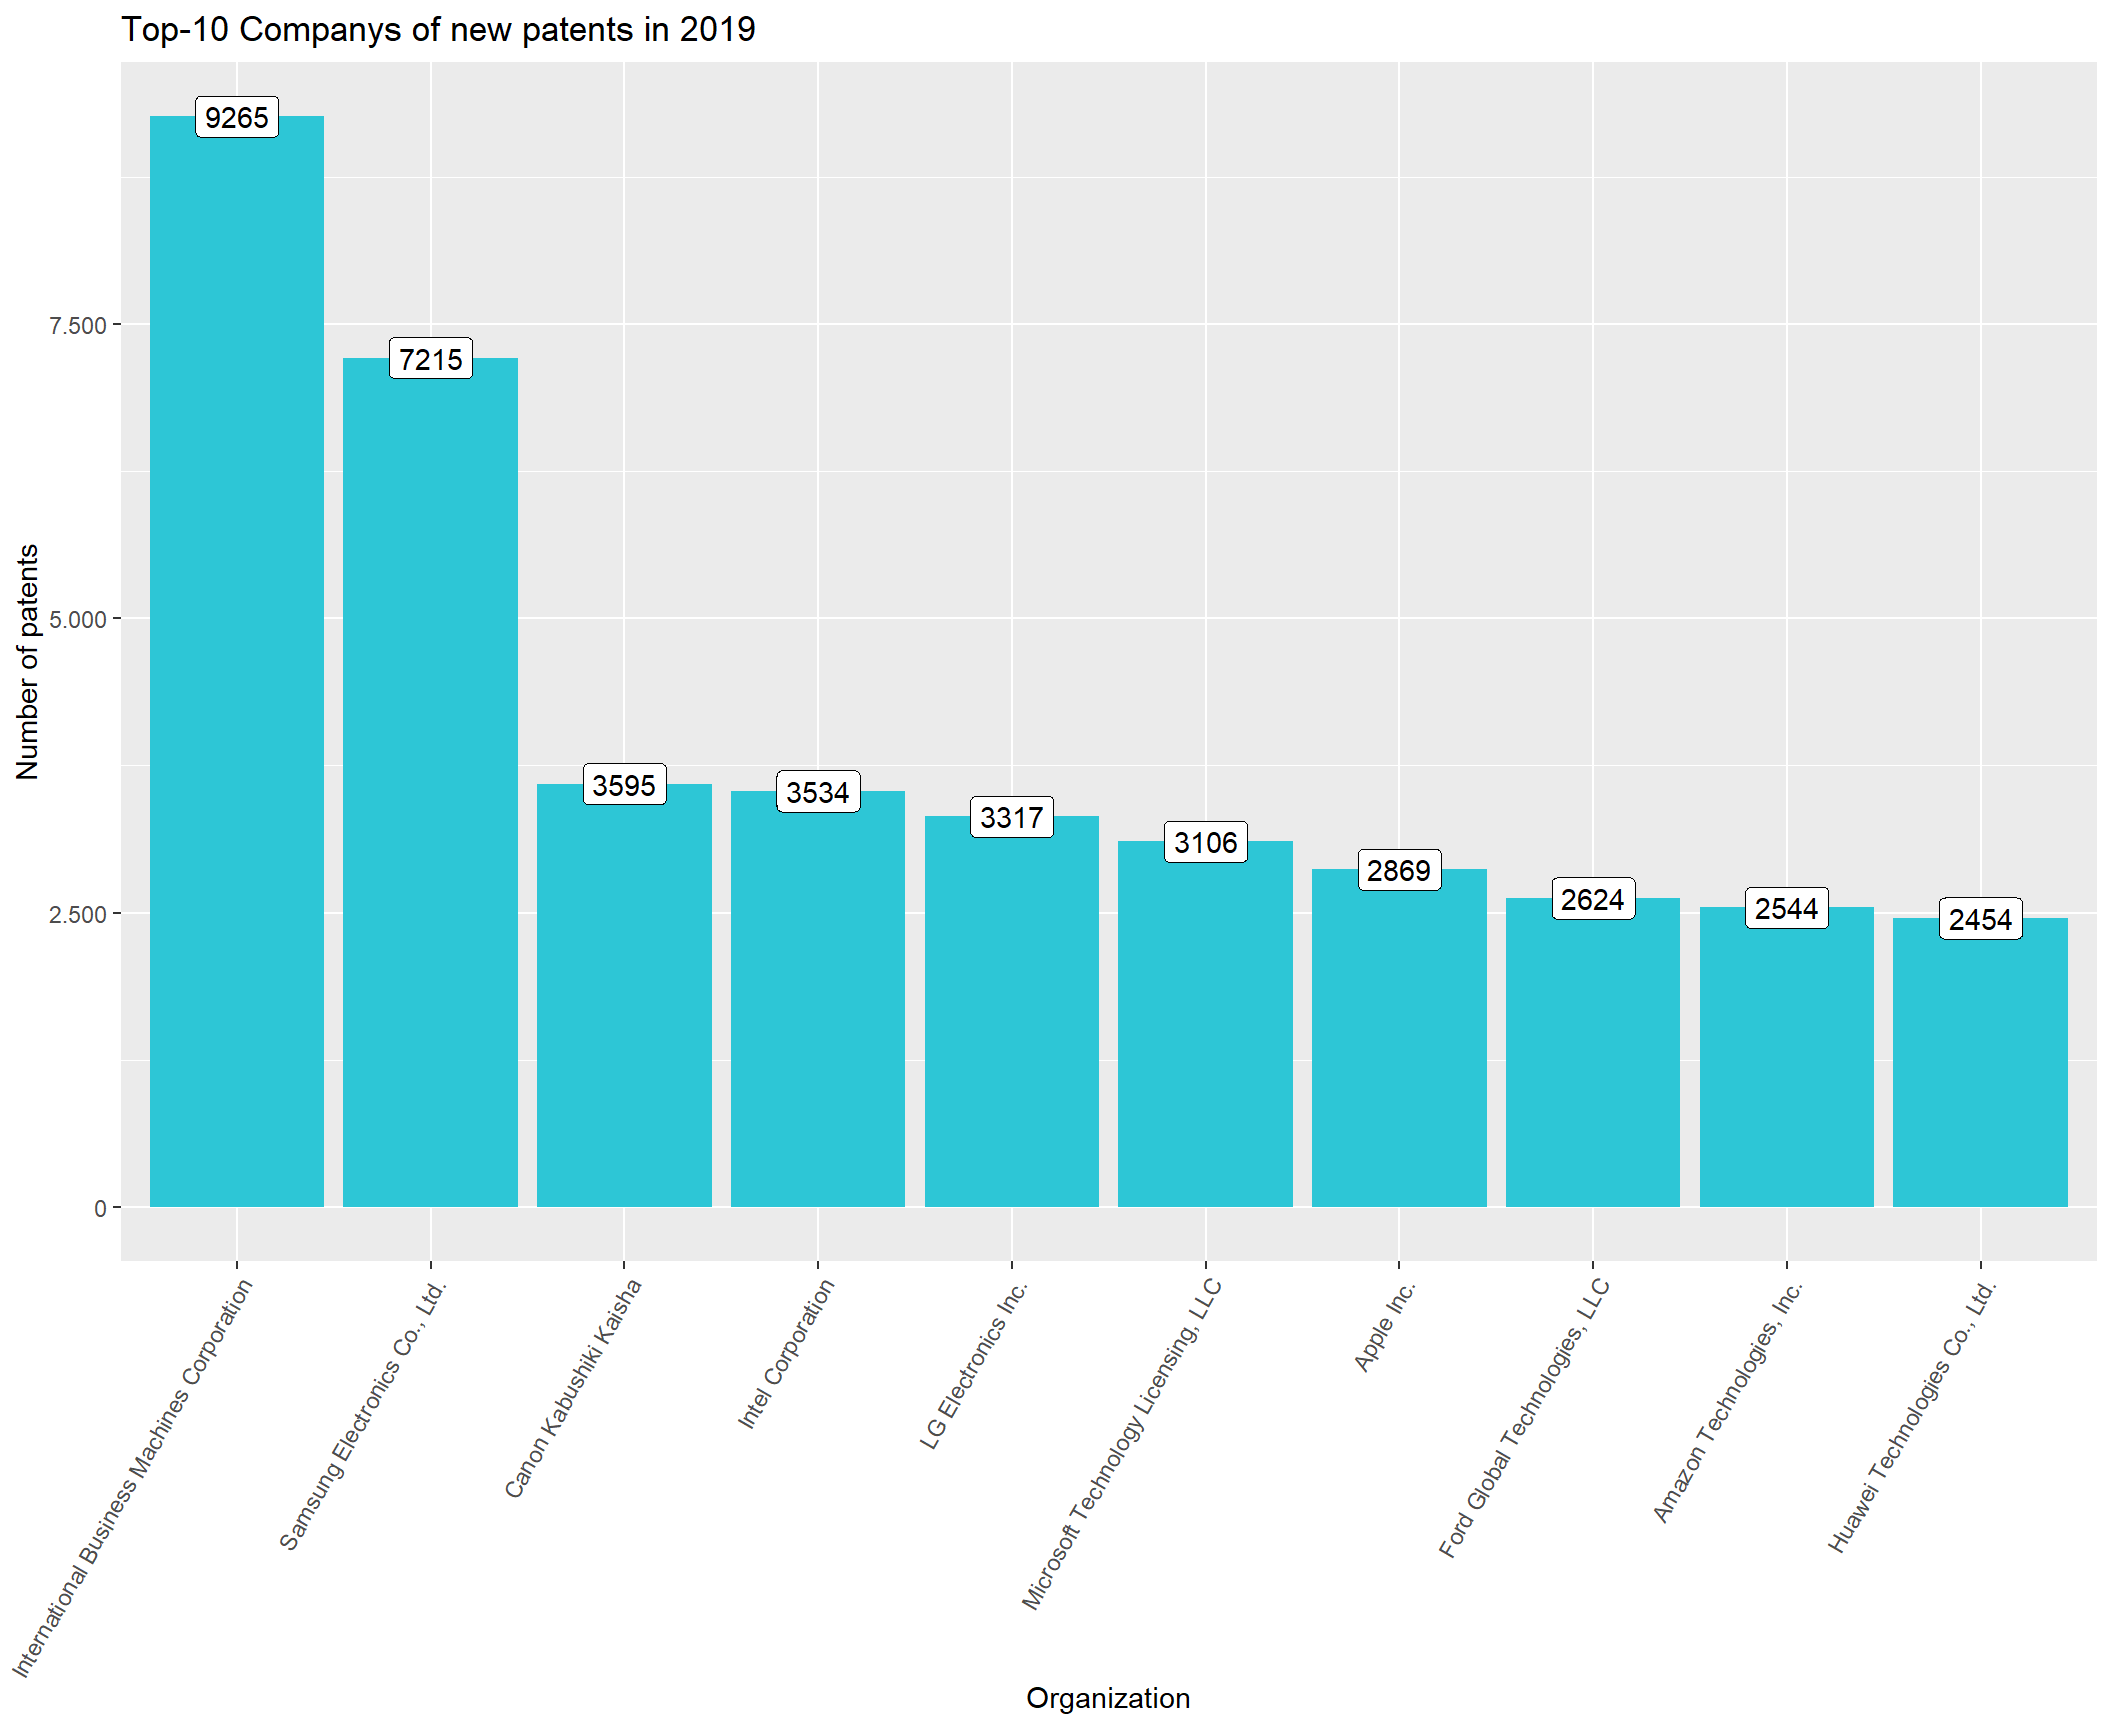 Top-10 Companys of new patents in 2019
Number of patents
7.500
5.000
2.500
0
9265
7215
3595
3534
3317
3106
2869
2624
2544
2454
International Business Machines Corporation
Samsung Electronics Co., Ltd.
Canon Kabushiki Kaisha
Intel Corporation
LG Electronics Inc.
Microsoft Technology Licensing, LLC
Apple Inc.
Ford Global Technologies, LLC
Amazon Technologies, Inc.
Huawei Technologies Co., Ltd.
Organization